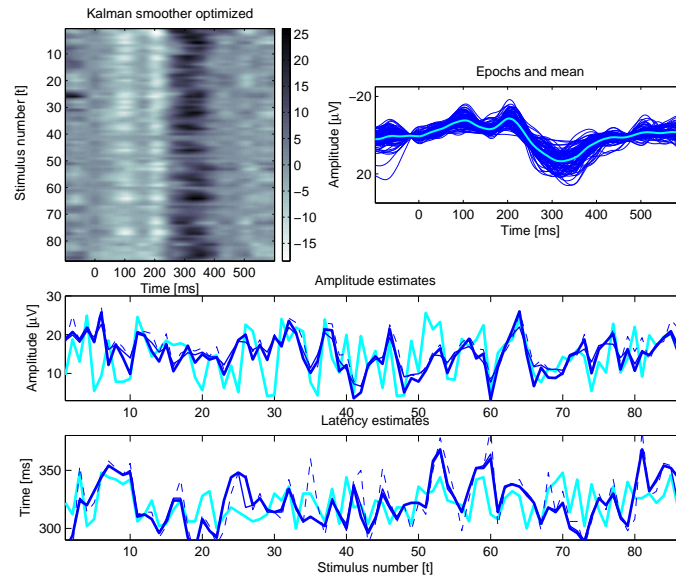 Kalman smoother optimized
Stimulus number [t]
10
20
30
40
50
60
70
80
0 100 200 300 400 500
Time [ms]
25
20
15
10
5
0
−5
−10
−15
Epochs and mean
Amplitude [µV]
−20
0
20
0 100 200 300 400 500
Time [ms]
Amplitude estimates
Amplitude [µV]
30
20
10
10 20 30 40 50 60 70 80
Latency estimates
Time [ms]
350
300
10 20 30 40 50 60 70 80
Stimulus number [t]